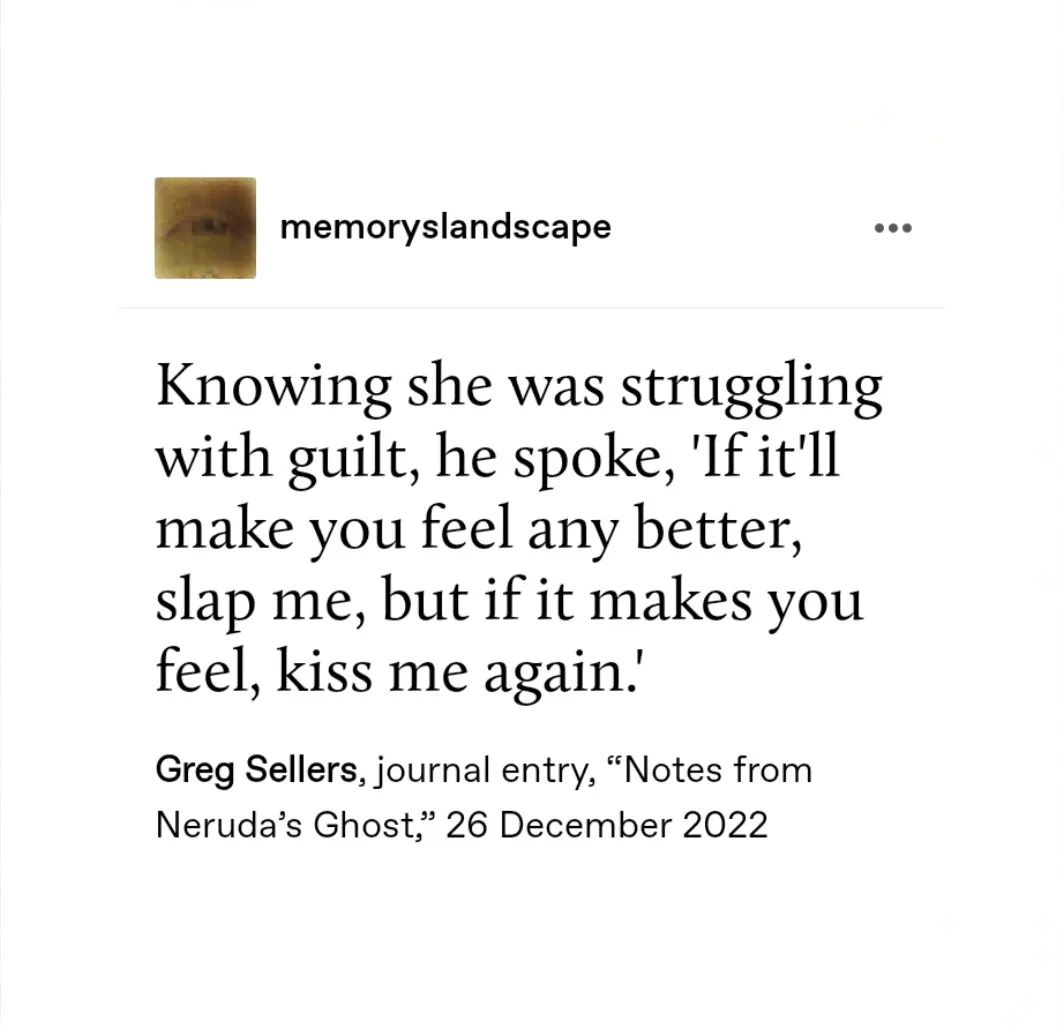 memoryslandscape
Knowing she was struggling
with guilt, he spoke, 'If it'll
make you feel any better,
slap me, but if it makes you
feel, kiss me again.'
Greg Sellers, journal entry, “Notes from
Neruda’s Ghost,” 26 December 2022